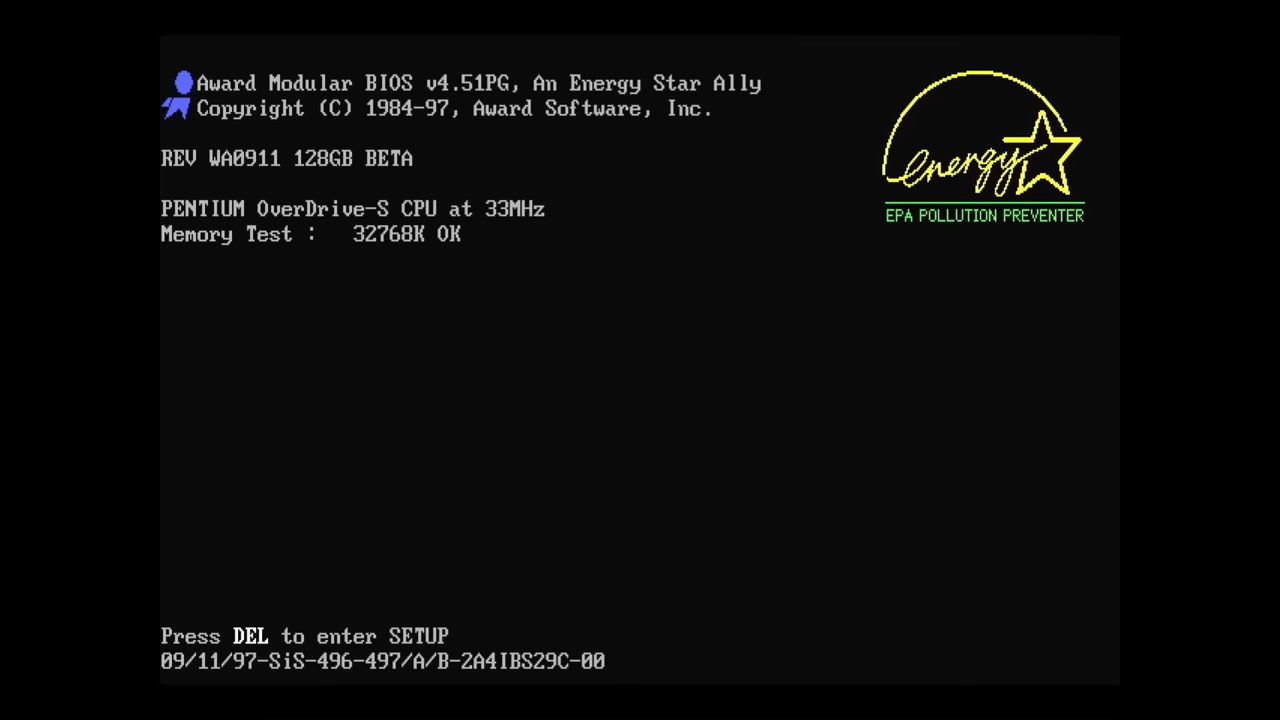 Award Modular BIOS v4.51PG, An Energy Star Ally
Copyright (C) 1984-97, Award Software, Inc.
energy
EPA POLLUTION PREVENTER
REV WA0911 128GB BETA
PENTIUM OverDrive-S CPU at 33MHz
Memory Test :   32768K OK
Press DEL to enter SETUP
09/11/97-SiS-496-497/A/B-2A4IBS29C-00